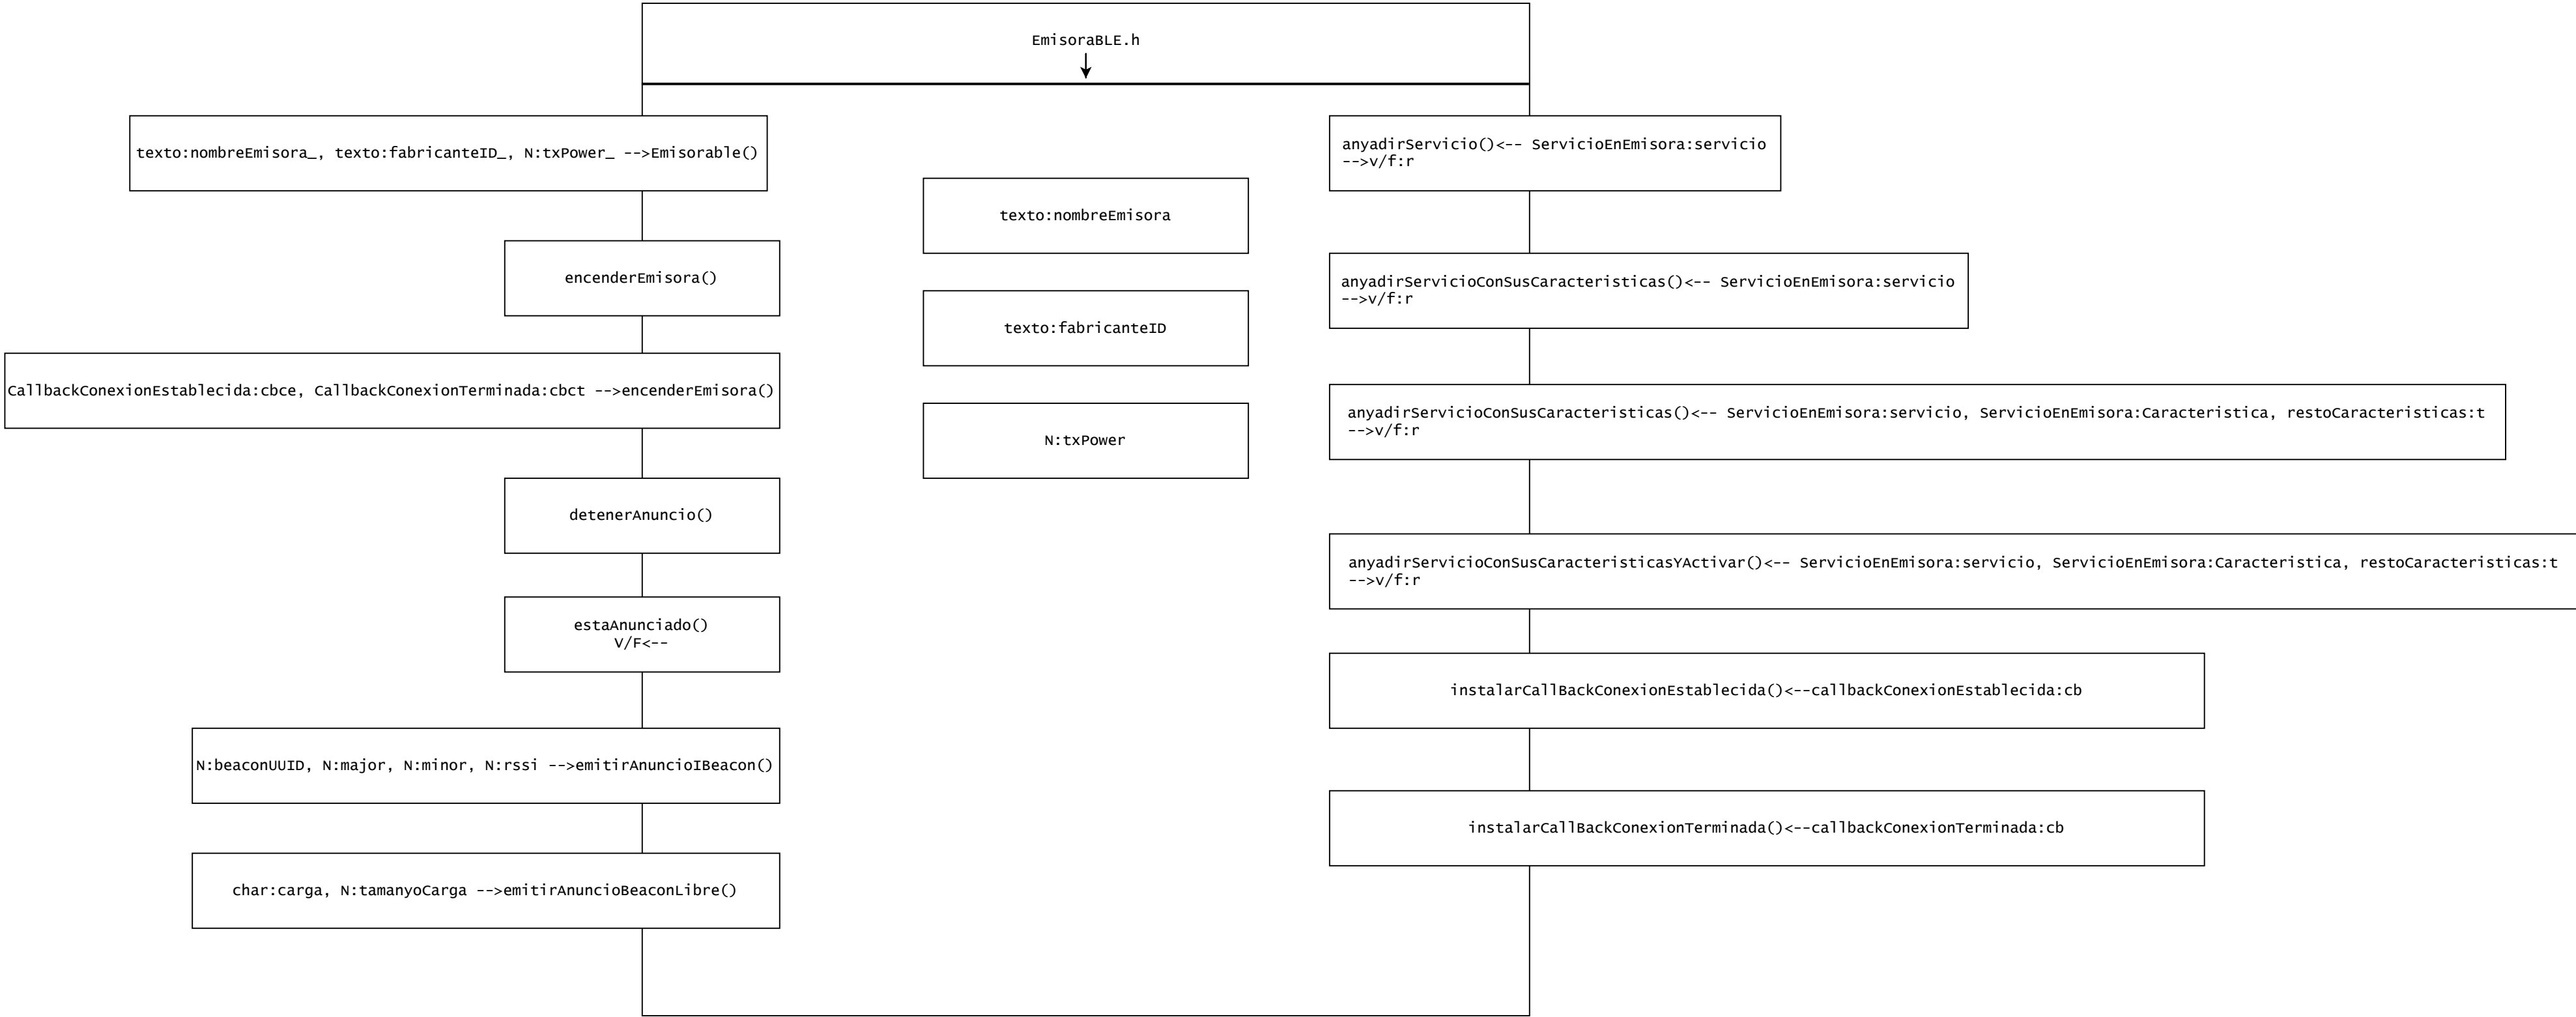 EmisoraBLE.h
texto:nombreEmisora_, texto:fabricanteID_, N:txPower_ -->Emisorable()
encenderEmisora()
CallbackConexionEstablecida:cbce, CallbackConexionTerminada:cbct -->encenderEmisora()
detenerAnuncio()
estaAnunciado()
V/F<--
N:beaconUUID, N:major, N:minor, N:rssi -->emitirAnuncioIBeacon()
char:carga, N:tamanyoCarga -->emitirAnuncioBeaconLibre()
texto:nombreEmisora
texto:fabricanteID
N:txPower
anyadirServicio()<-- ServicioEnEmisora:servicio
-->v/f:r
anyadirServicioConSusCaracteristicas()<-- ServicioEnEmisora:servicio
-->v/f:r
anyadirServicioConSusCaracteristicas()<-- ServicioEnEmisora:servicio, ServicioEnEmisora:Caracteristica, restoCaracteristicas:t
-->v/f:r
anyadirServicioConSusCaracteristicasYActivar()<-- ServicioEnEmisora:servicio, ServicioEnEmisora:Caracteristica, restoCaracteristicas:t
-->v/f:r
instalarCallBackConexionEstablecida()<--callbackConexionEstablecida:cb
instalarCallBackConexionTerminada()<--callbackConexionTerminada:cb